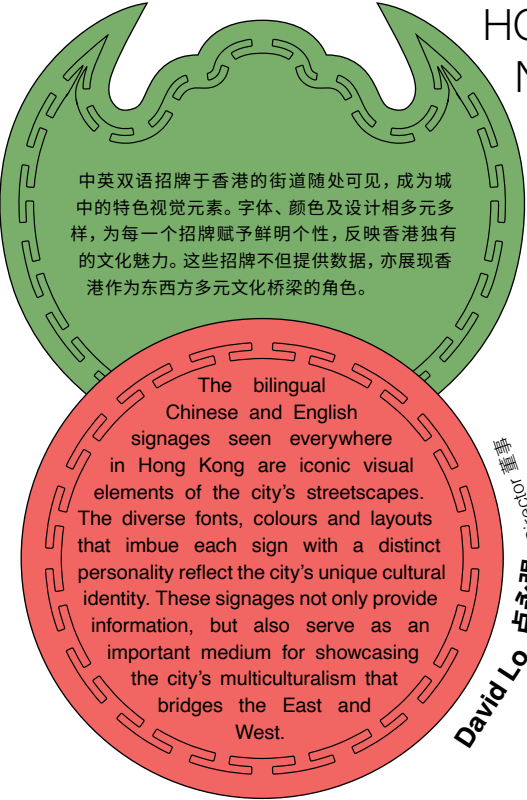 HO
N
中英双语招牌于香港的街道随处可见，成为城
中的特色视觉元素。字体、颜色及设计相多元多
样，为每一个招牌赋予鲜明个性，反映香港独有
的文化魅力。这些招牌不但提供数据，亦展现香
港作为东西方多元文化桥梁的角色。
The bilingual
Chinese and English
signages seen everywhere
in Hong Kong are iconic visual
elements of the city’s streetscapes.
The diverse fonts, colours and layouts
that imbue each sign with a distinct
personality reflect the city’s unique cultural
identity. These signages not only provide
information, but also serve as an
important medium for showcasing
the city’s multiculturalism that
bridges the East and
West.
David Lo
董事